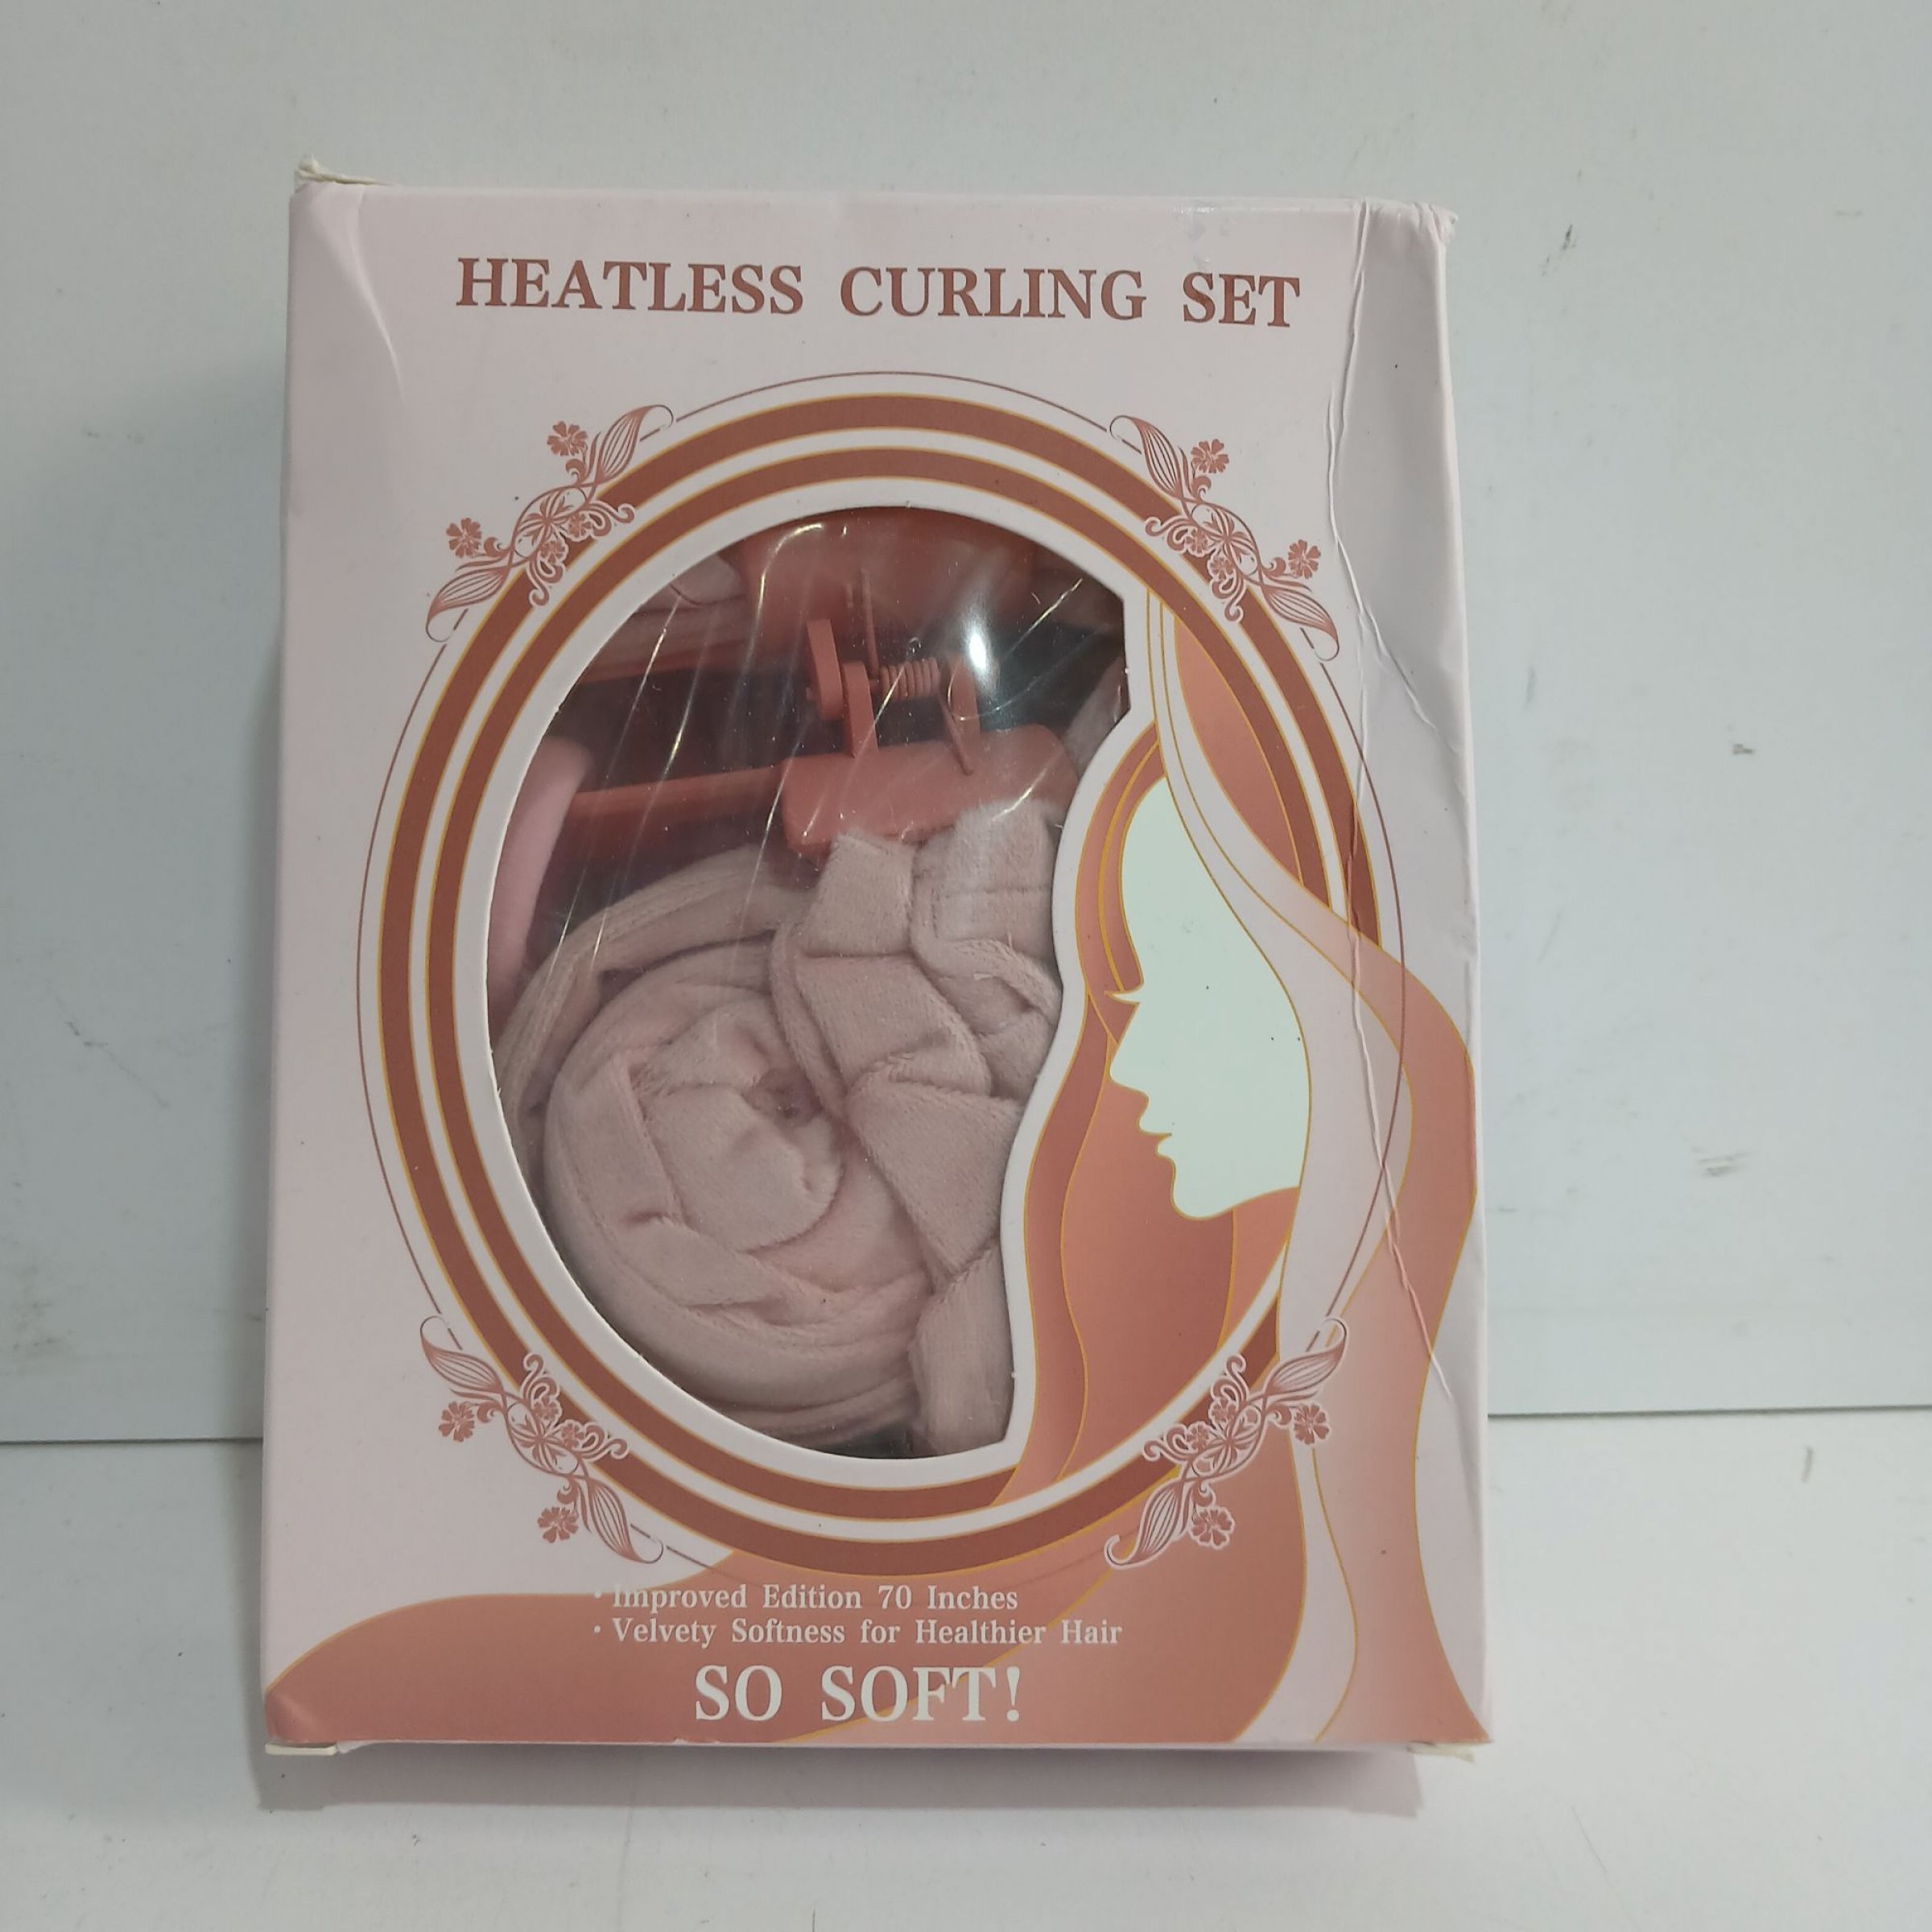 HEATLESS CURLING SET
• Improved Edition 70 Inches
• Velvety Softness for Healthier Hair
SO SOFT!